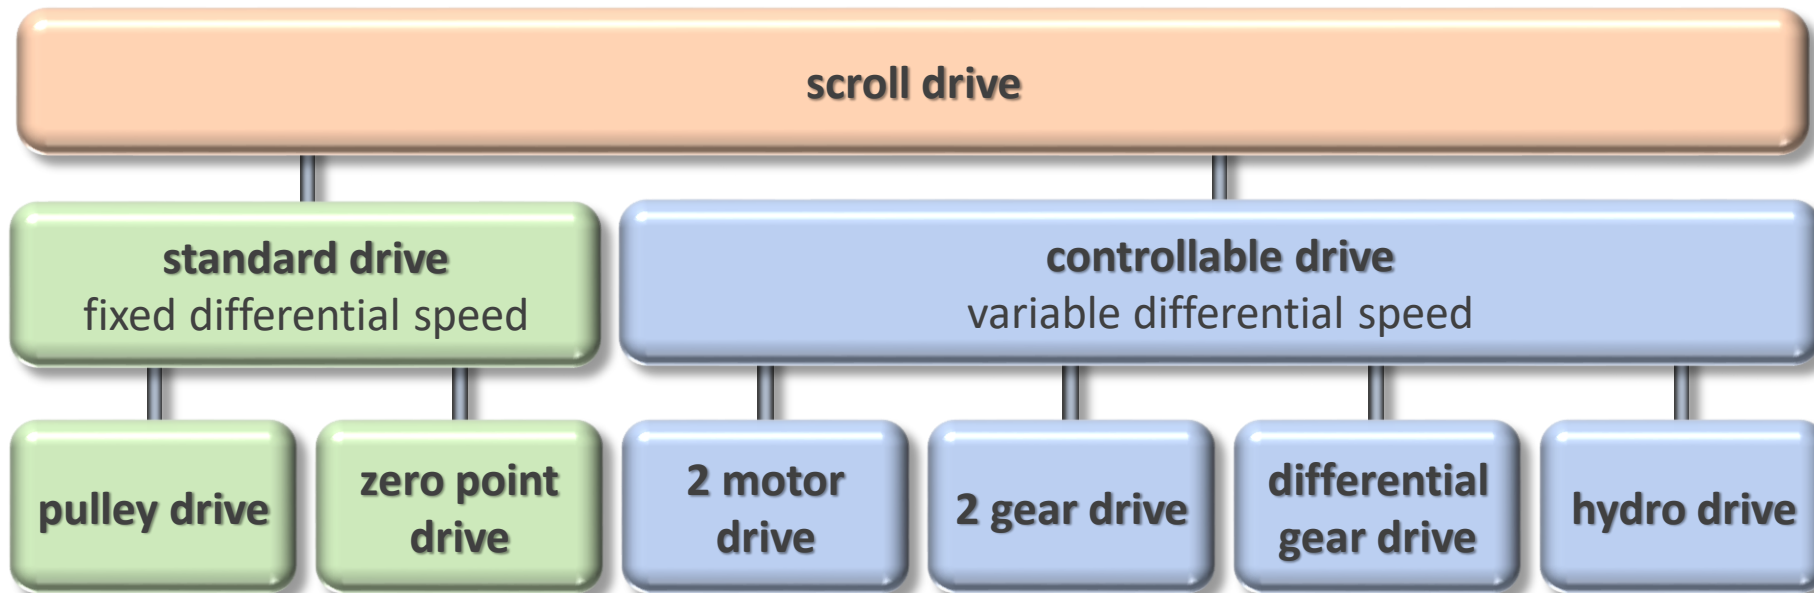 scroll drive
standard drive
fixed differential speed
controllable drive
variable differential speed
pulley drive
zero point
drive
2 motor
drive
2 gear drive
differential
gear drive
hydro drive